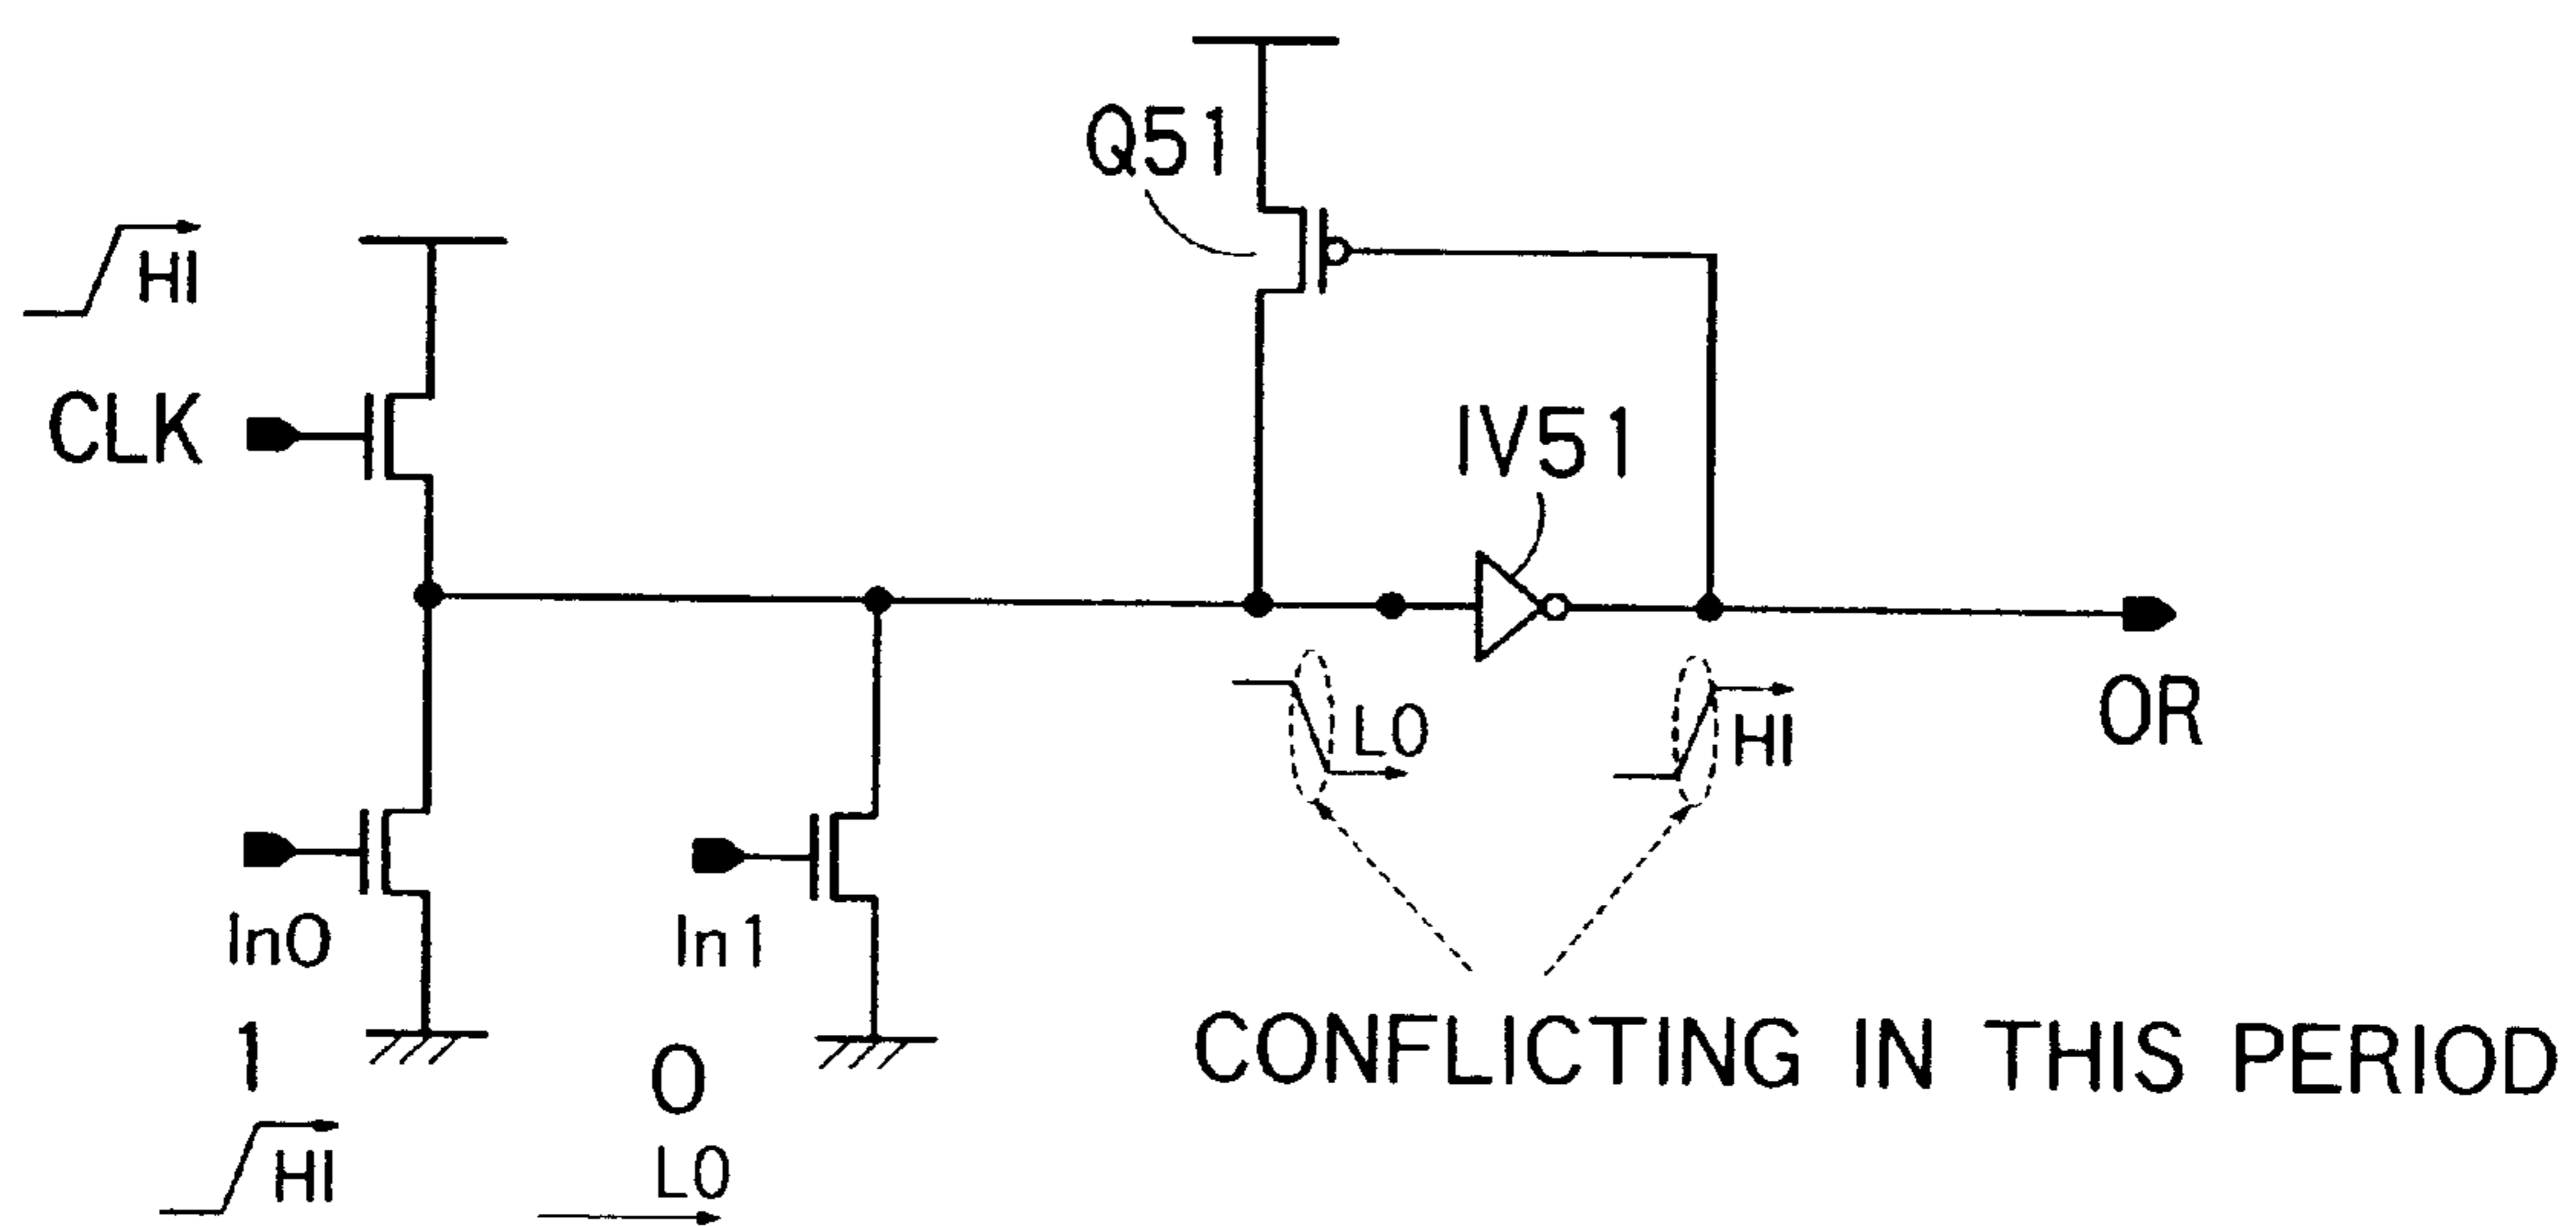 Q51
HI
CLK
IV51
LO
HI
OR
In0
In1
1
0
CONFLICTING IN THIS PERIOD
HI
LO